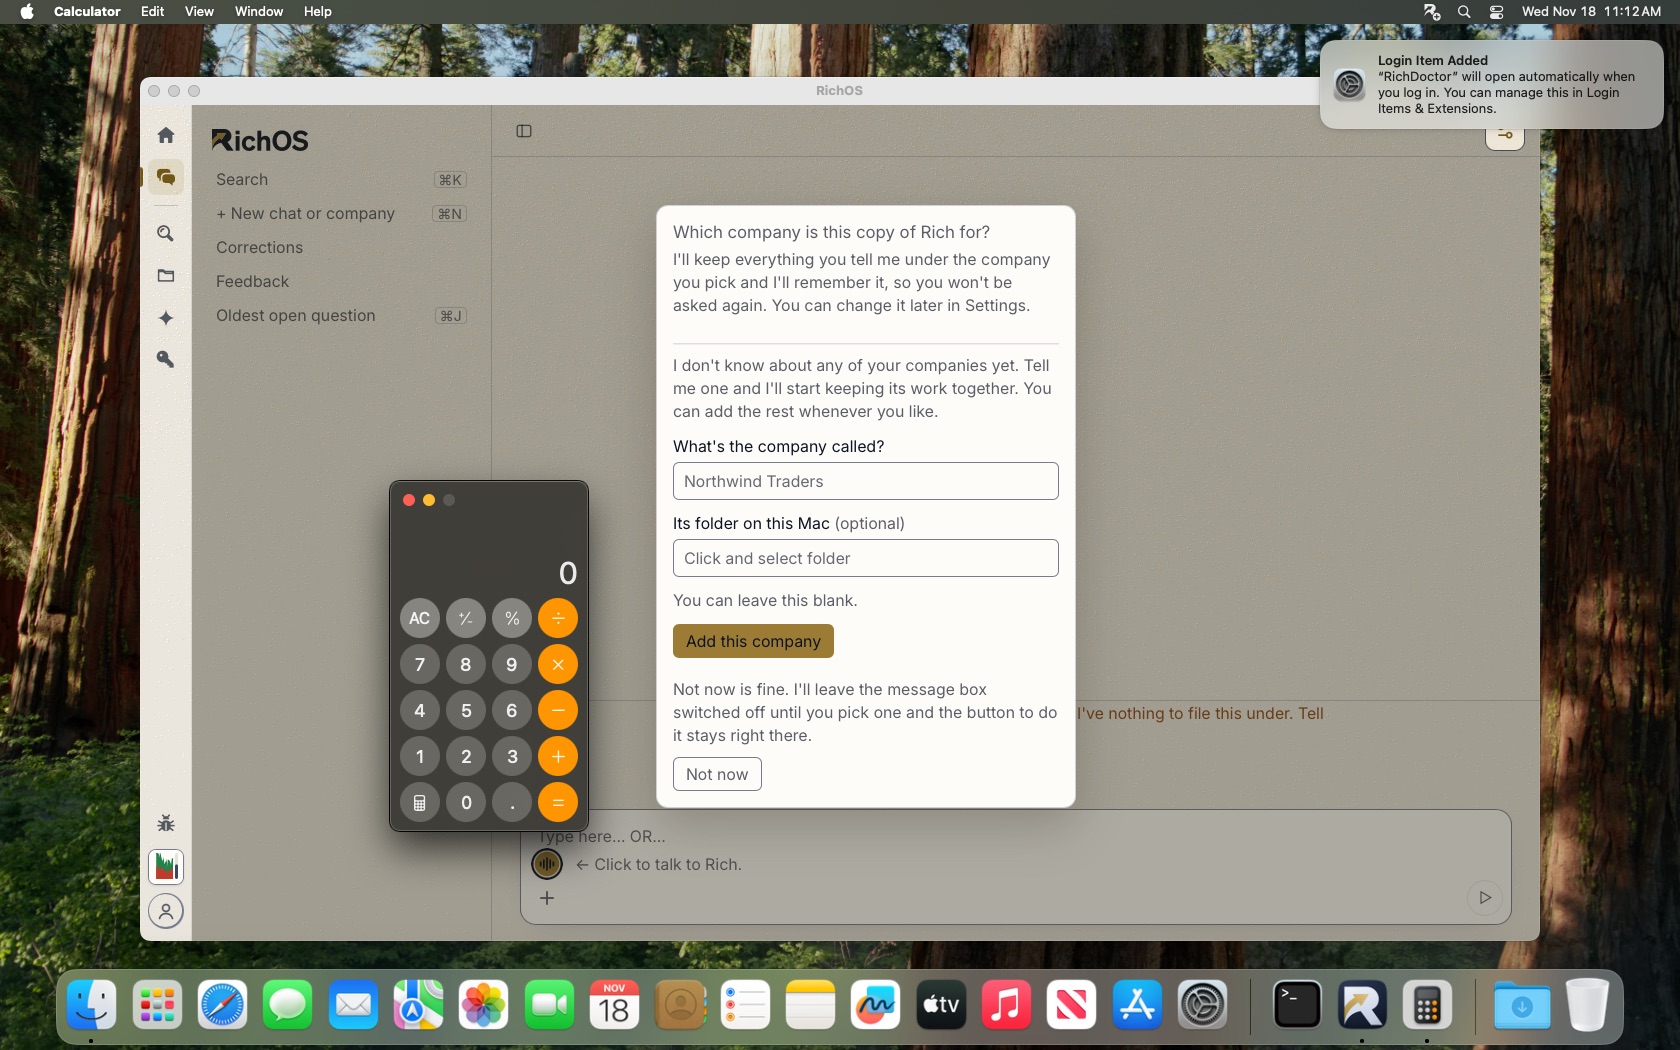 Calculator Edit View Window Help
Wed Nov 18 11:12 AM
Login Item Added
“RichDoctor” will open automatically when
you log in. You can manage this in Login
Items & Extensions.
RichOS
RichOS
Search ⌘K
+ New chat or company ⌘N
Corrections
Feedback
Oldest open question ⌘J
Which company is this copy of Rich for?
I'll keep everything you tell me under the company
you pick and I'll remember it, so you won't be
asked again. You can change it later in Settings.
I don't know about any of your companies yet. Tell
me one and I'll start keeping its work together. You
can add the rest whenever you like.
What's the company called?
Northwind Traders
Its folder on this Mac (optional)
Click and select folder
You can leave this blank.
Add this company
Not now is fine. I'll leave the message box
switched off until you pick one and the button to do
it stays right there.
Not now
I've nothing to file this under. Tell
0
AC +/- % ÷
7 8 9 ×
4 5 6 −
1 2 3 +
0 . =
Type here... OR...
← Click to talk to Rich.
NOV
18
tv
>_